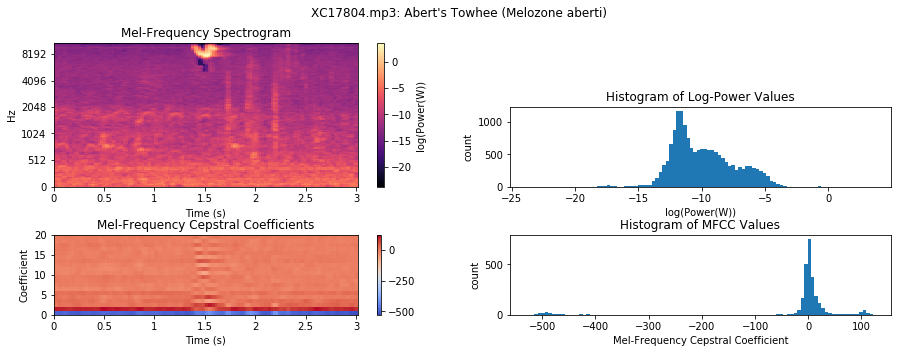 XC17804.mp3: Abert's Towhee (Melozone aberti)
Mel-Frequency Spectrogram
Hz
8192
4096
2048
1024
512
0
0 0.5 1 1.5 2 2.5 3
Time (s)
0
−5
−10
−15
−20
log(Power(W))
Histogram of Log-Power Values
count
1000
500
0
−25 −20 −15 −10 −5 0
log(Power(W))
Mel-Frequency Cepstral Coefficients
Coefficient
20
15
10
5
0
0 0.5 1 1.5 2 2.5 3
Time (s)
0
−250
−500
Histogram of MFCC Values
count
500
0
−500 −400 −300 −200 −100 0 100
Mel-Frequency Cepstral Coefficient